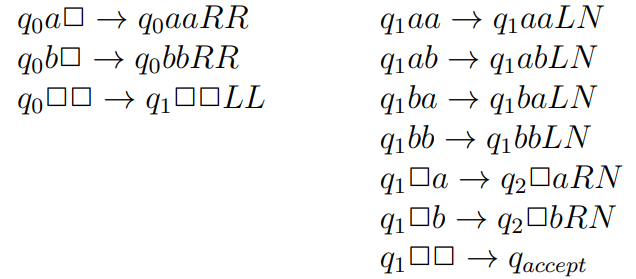 q₀a□ → q₀aaRR
q₀b□ → q₀bbRR
q₀□□ → q₁□□LL
q₁aa → q₁aaLN
q₁ab → q₁abLN
q₁ba → q₁baLN
q₁bb → q₁bbLN
q₁□a → q₂□aRN
q₁□b → q₂□bRN
q₁□□ → q_accept